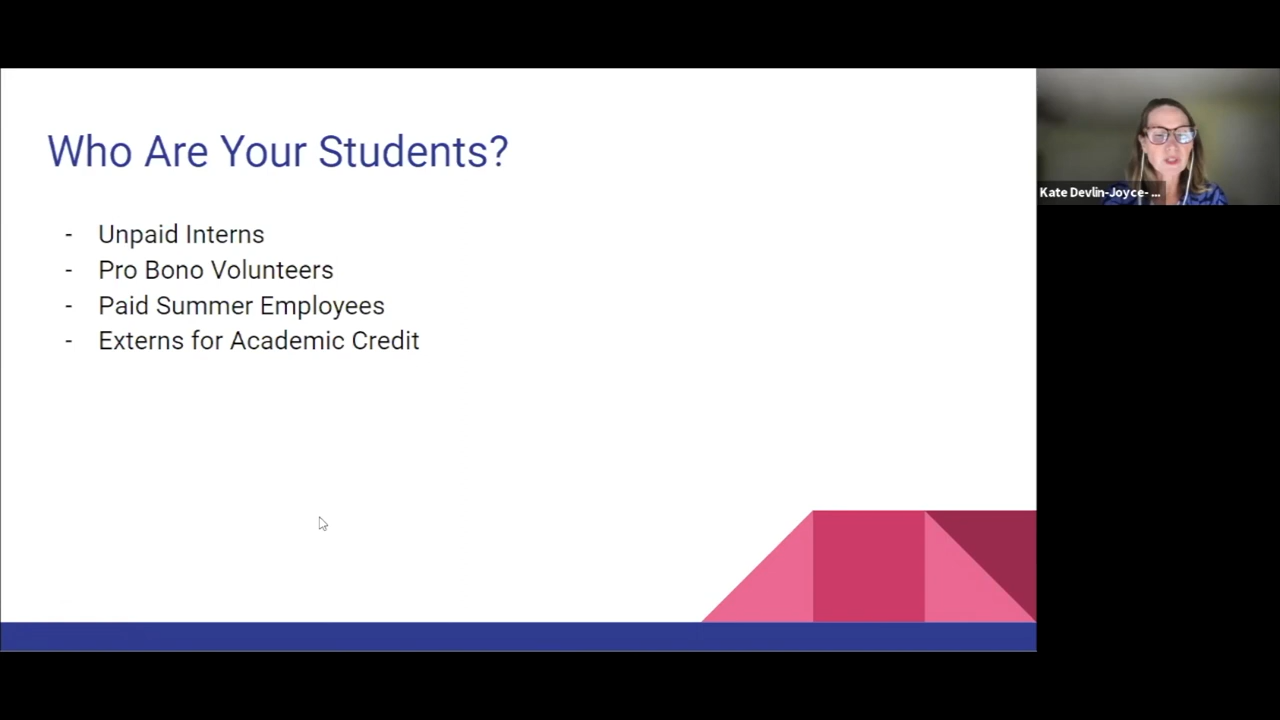 Who Are Your Students?
- Unpaid Interns
- Pro Bono Volunteers
- Paid Summer Employees
- Externs for Academic Credit
Kate Devlin-Joyce- ...